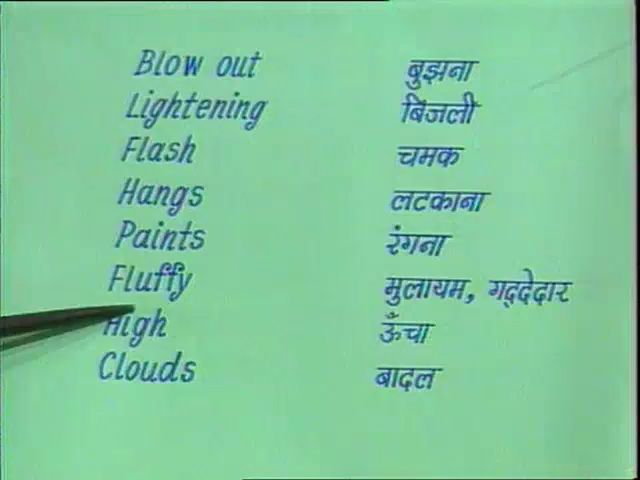 Blow out बुझना
Lightening बिजली
Flash चमक
Hangs लटकाना
Paints रंगना
Fluffy मुलायम, गद्देदार
High ऊँचा
Clouds बादल